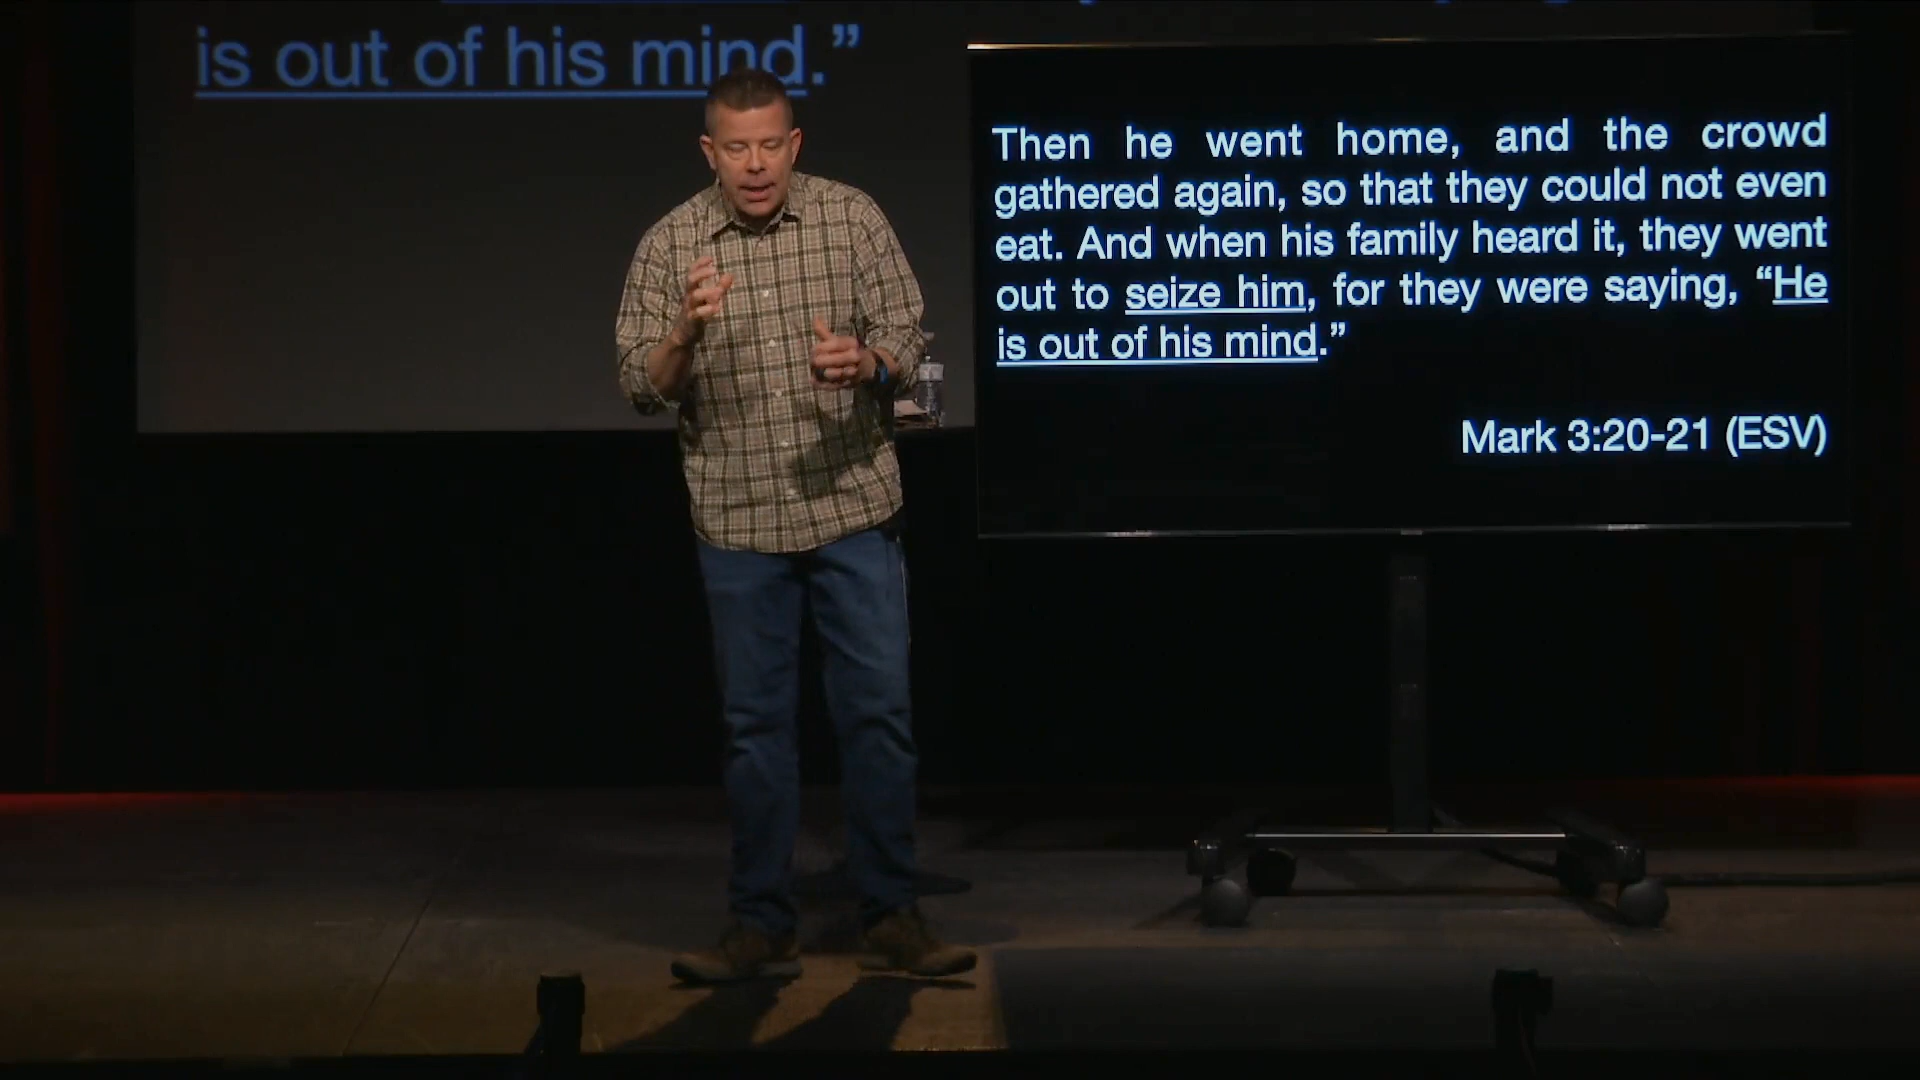 is out of his mind.”
Then he went home, and the crowd
gathered again, so that they could not even
eat. And when his family heard it, they went
out to seize him, for they were saying, “He
is out of his mind.”
Mark 3:20-21 (ESV)